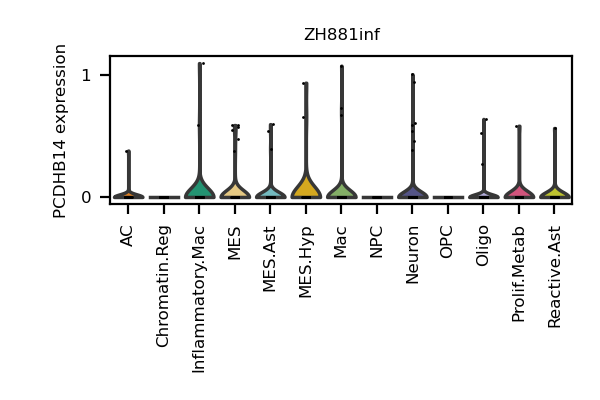 ZH881inf
PCDHB14 expression
1
0
AC
Chromatin.Reg
Inflammatory.Mac
MES
MES.Ast
MES.Hyp
Mac
NPC
Neuron
OPC
Oligo
Prolif.Metab
Reactive.Ast